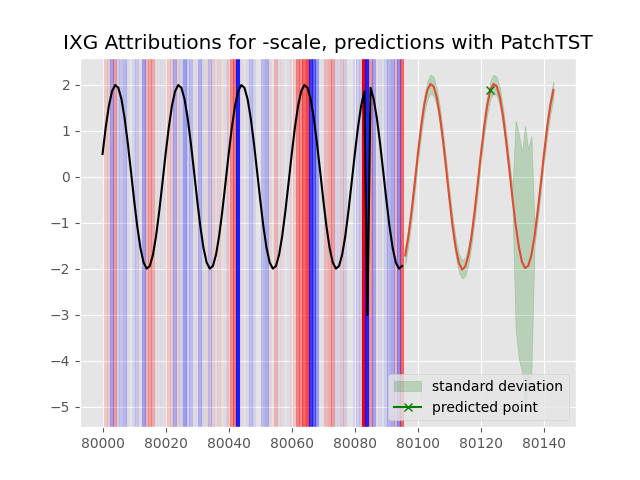 IXG Attributions for -scale, predictions with PatchTST
2
1
0
−1
−2
−3
−4
−5
standard deviation
predicted point
80000 80020 80040 80060 80080 80100 80120 80140